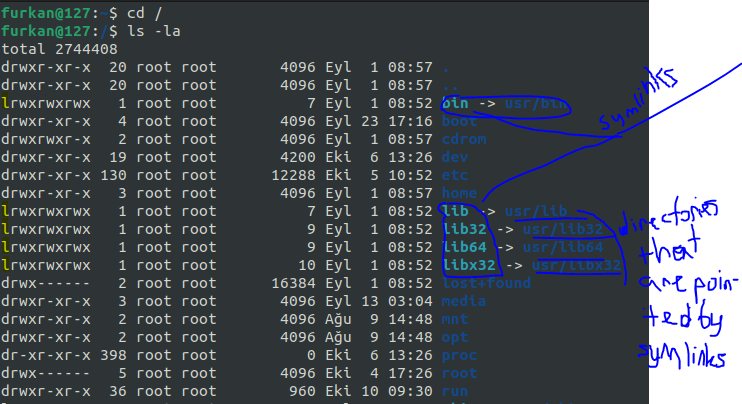 furkan@127:~$ cd /
furkan@127:/$ ls -la
total 2744408
drwxr-xr-x  20 root root       4096 Eyl  1 08:57 .
drwxr-xr-x  20 root root       4096 Eyl  1 08:57 ..
lrwxrwxrwx   1 root root          7 Eyl  1 08:52 bin -> usr/bin
drwxr-xr-x   4 root root       4096 Eyl 23 17:16 boot
drwxrwxr-x   2 root root       4096 Eyl  1 08:57 cdrom
drwxr-xr-x  19 root root       4200 Eki  6 13:26 dev
drwxr-xr-x 130 root root      12288 Eki  5 10:52 etc
drwxr-xr-x   3 root root       4096 Eyl  1 08:57 home
lrwxrwxrwx   1 root root          7 Eyl  1 08:52 lib -> usr/lib
lrwxrwxrwx   1 root root          9 Eyl  1 08:52 lib32 -> usr/lib32
lrwxrwxrwx   1 root root          9 Eyl  1 08:52 lib64 -> usr/lib64
lrwxrwxrwx   1 root root         10 Eyl  1 08:52 libx32 -> usr/libx32
drwx------   2 root root      16384 Eyl  1 08:52 lost+found
drwxr-xr-x   3 root root       4096 Eyl 13 03:04 media
drwxr-xr-x   2 root root       4096 Ağu  9 14:48 mnt
drwxr-xr-x   2 root root       4096 Ağu  9 14:48 opt
dr-xr-xr-x 398 root root          0 Eki  6 13:26 proc
drwx------   5 root root       4096 Eki  4 17:26 root
drwxr-xr-x  36 root root        960 Eki 10 09:30 run
symlinks
directories
that
are poin-
ted by
symlinks